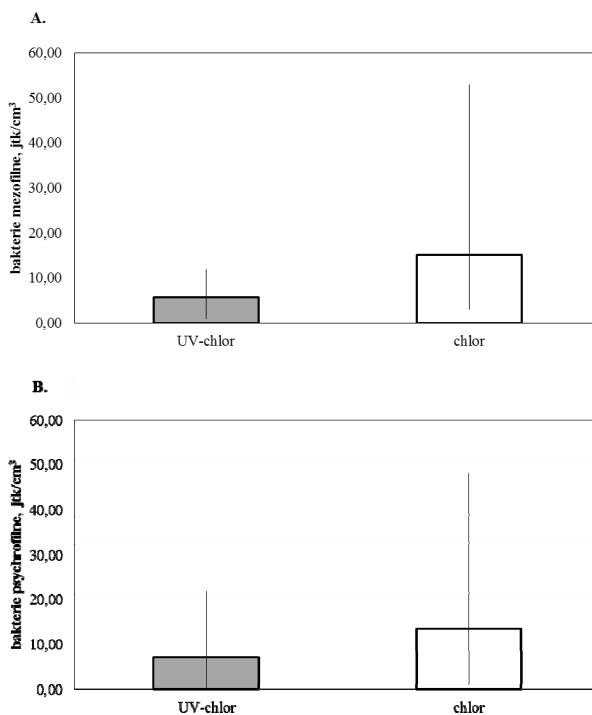 A.
bakterie mezofilne, jtk/cm³
60,00
50,00
40,00
30,00
20,00
10,00
0,00
UV-chlor
chlor
B.
bakterie psychrofilne, jtk/cm³
60,00
50,00
40,00
30,00
20,00
10,00
0,00
UV-chlor
chlor